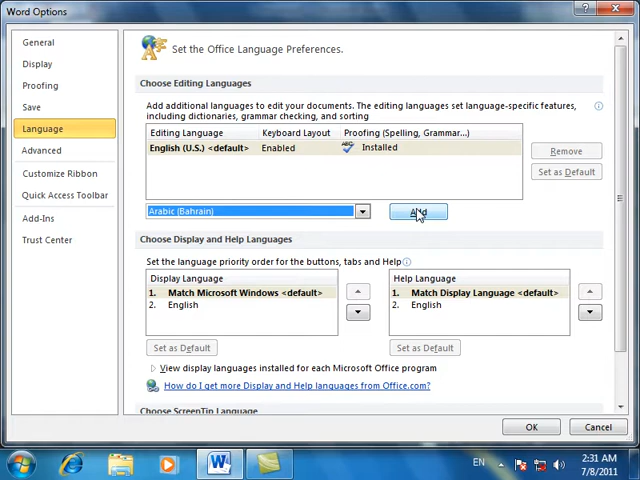 Word Options
General
Display
Proofing
Save
Language
Advanced
Customize Ribbon
Quick Access Toolbar
Add-Ins
Trust Center
Set the Office Language Preferences.
Choose Editing Languages
Add additional languages to edit your documents. The editing languages set language-specific features,
including dictionaries, grammar checking, and sorting
Editing Language Keyboard Layout Proofing (Spelling, Grammar...)
English (U.S.) <default> Enabled Installed
Remove
Set as Default
Arabic (Bahrain)
Add
Choose Display and Help Languages
Set the language priority order for the buttons, tabs and Help
Display Language
1. Match Microsoft Windows <default>
2. English
Set as Default
Help Language
1. Match Display Language <default>
2. English
Set as Default
View display languages installed for each Microsoft Office program
How do I get more Display and Help languages from Office.com?
Choose ScreenTip Language
OK
Cancel
EN
2:31 AM
7/8/2011